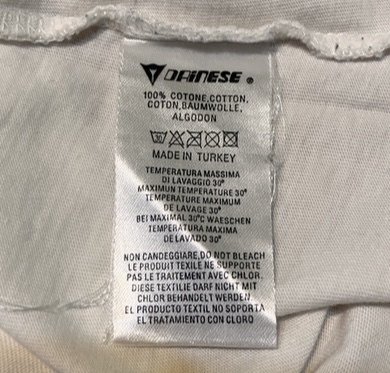 DAINESE ®
100% COTONE,COTTON,
COTON,BAUMWOLLE,
ALGODON
30
MADE IN TURKEY
TEMPERATURA MASSIMA
DI LAVAGGIO 30°
MAXIMUN TEMPERATURE 30°
TEMPERATURE MAXIMUM
DE LAVAGE 30°
BEI MAXIMAL 30°C WAESCHEN
TEMPERATURA MAXIMA
DE LAVADO 30°
NON CANDEGGIARE,DO NOT BLEACH
LE PRODUIT TEXILE NE SUPPORTE
PAS LE TRAITEMENT AVEC CHLOR.
DIESE TEXTILIE DARF NICHT MIT
CHLOR BEHANDELT WERDEN
EL PRODUCTO TEXTIL NO SOPORTA
EL TRATAMIENTO CON CLORO